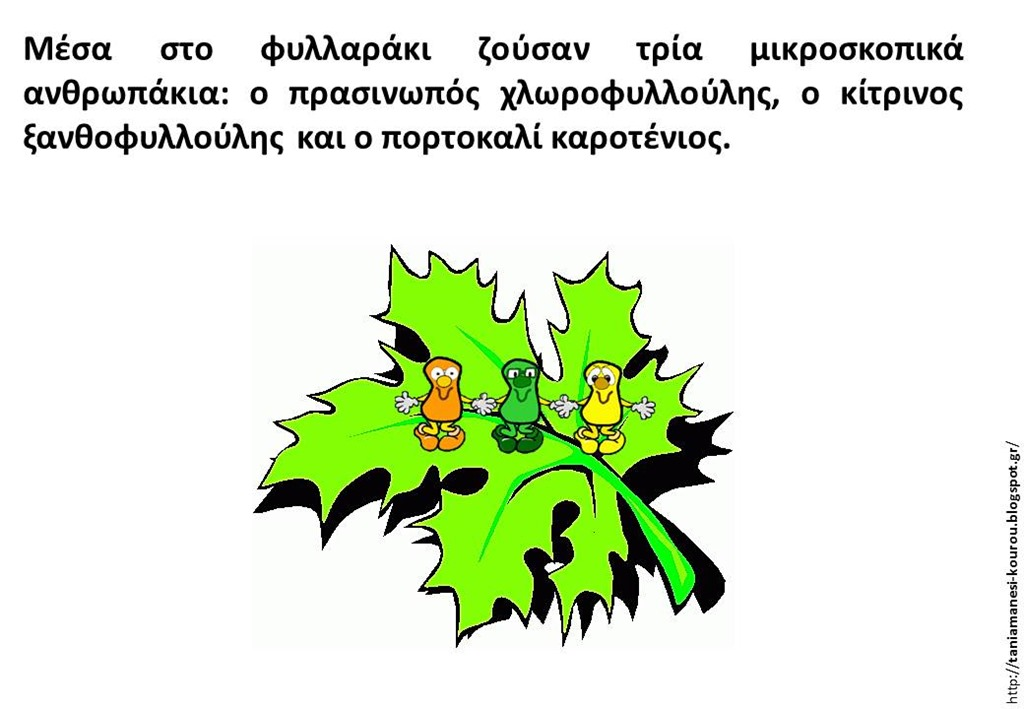 Μέσα στο φυλλαράκι ζούσαν τρία μικροσκοπικά
ανθρωπάκια: ο πρασινωπός χλωροφυλλούλης, ο κίτρινος
ξανθοφυλλούλης και ο πορτοκαλί καροτένιος.
http://taniamanesi-kourou.blogspot.gr/